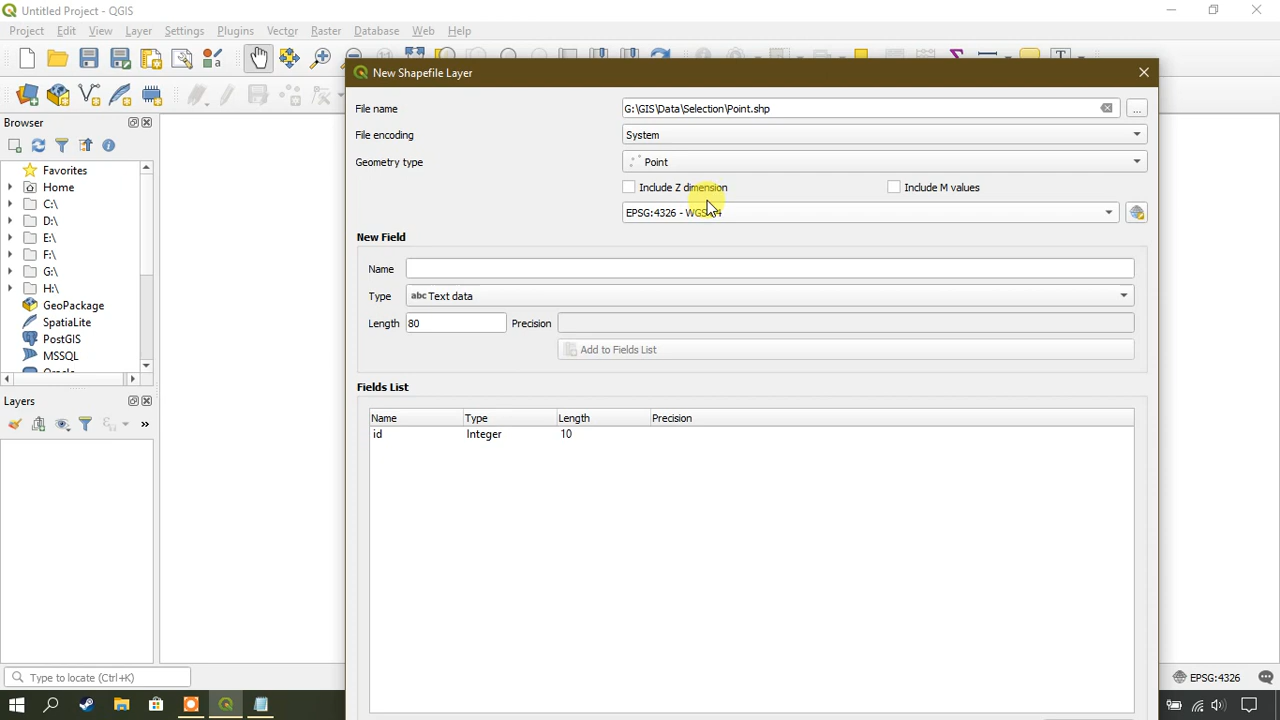 Untitled Project - QGIS
Project Edit View Layer Settings Plugins Vector Raster Database Web Help
New Shapefile Layer
File name G:\GIS\Data\Selection\Point.shp ...
File encoding System
Geometry type Point
Include Z dimension Include M values
EPSG:4326 - WGS 84
New Field
Name
Type abc Text data
Length 80 Precision
Add to Fields List
Fields List
Name Type Length Precision
id Integer 10
Browser
Favorites
Home
C:\
D:\
E:\
F:\
G:\
H:\
GeoPackage
SpatiaLite
PostGIS
MSSQL
Oracle
Layers
»
Type to locate (Ctrl+K)
EPSG:4326